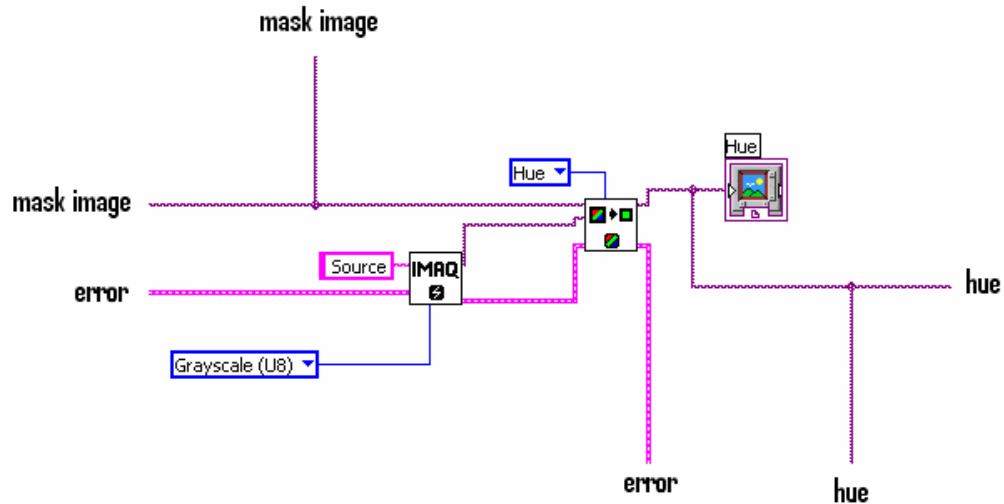 mask image
Hue
Hue
mask image
Source
IMAQ
error
hue
Grayscale (U8)
error
hue